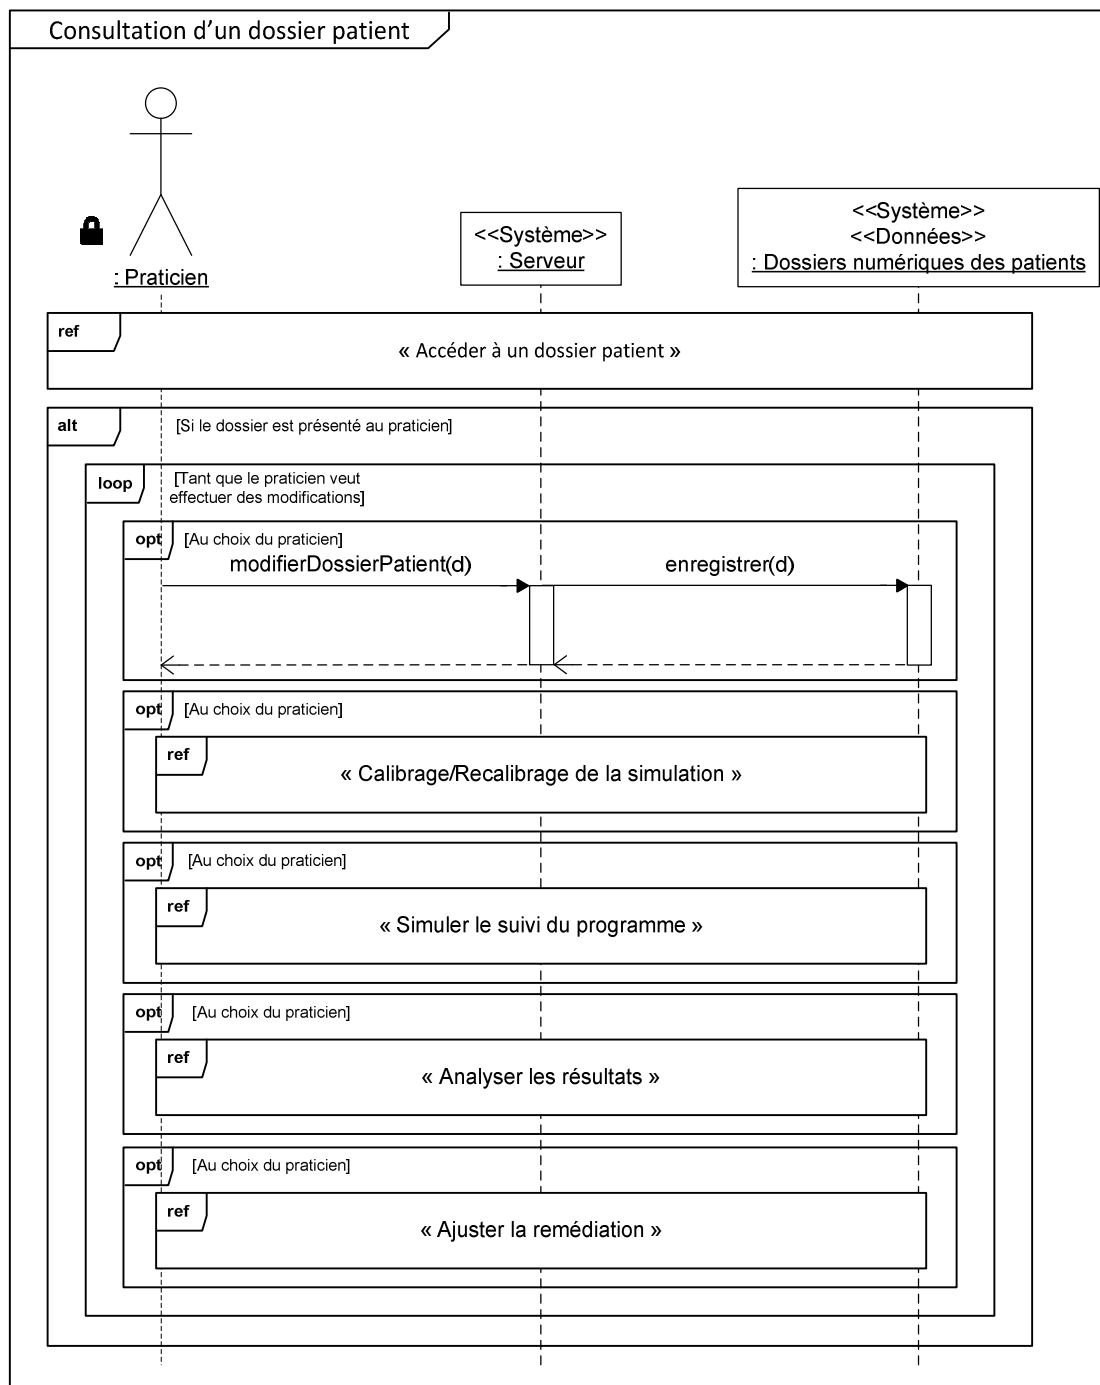 Consultation d’un dossier patient
<<Système>>
<<Données>>
: Dossiers numériques des patients
<<Système>>
: Serveur
: Praticien
ref
« Accéder à un dossier patient »
alt
[Si le dossier est présenté au praticien]
loop
[Tant que le praticien veut
effectuer des modifications]
opt
[Au choix du praticien]
modifierDossierPatient(d)
enregistrer(d)
opt
[Au choix du praticien]
ref
« Calibrage/Recalibrage de la simulation »
opt
[Au choix du praticien]
ref
« Simuler le suivi du programme »
opt
[Au choix du praticien]
ref
« Analyser les résultats »
opt
[Au choix du praticien]
ref
« Ajuster la remédiation »